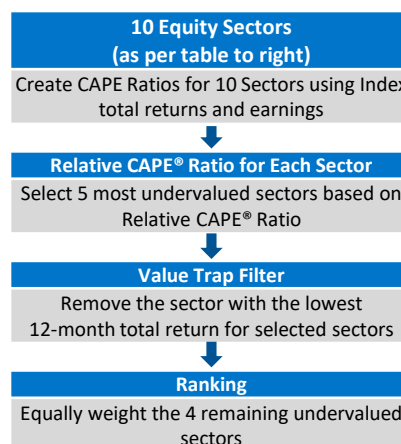 10 Equity Sectors
(as per table to right)
Create CAPE Ratios for 10 Sectors using Index
total returns and earnings
Relative CAPE® Ratio for Each Sector
Select 5 most undervalued sectors based on
Relative CAPE® Ratio
Value Trap Filter
Remove the sector with the lowest
12-month total return for selected sectors
Ranking
Equally weight the 4 remaining undervalued
sectors